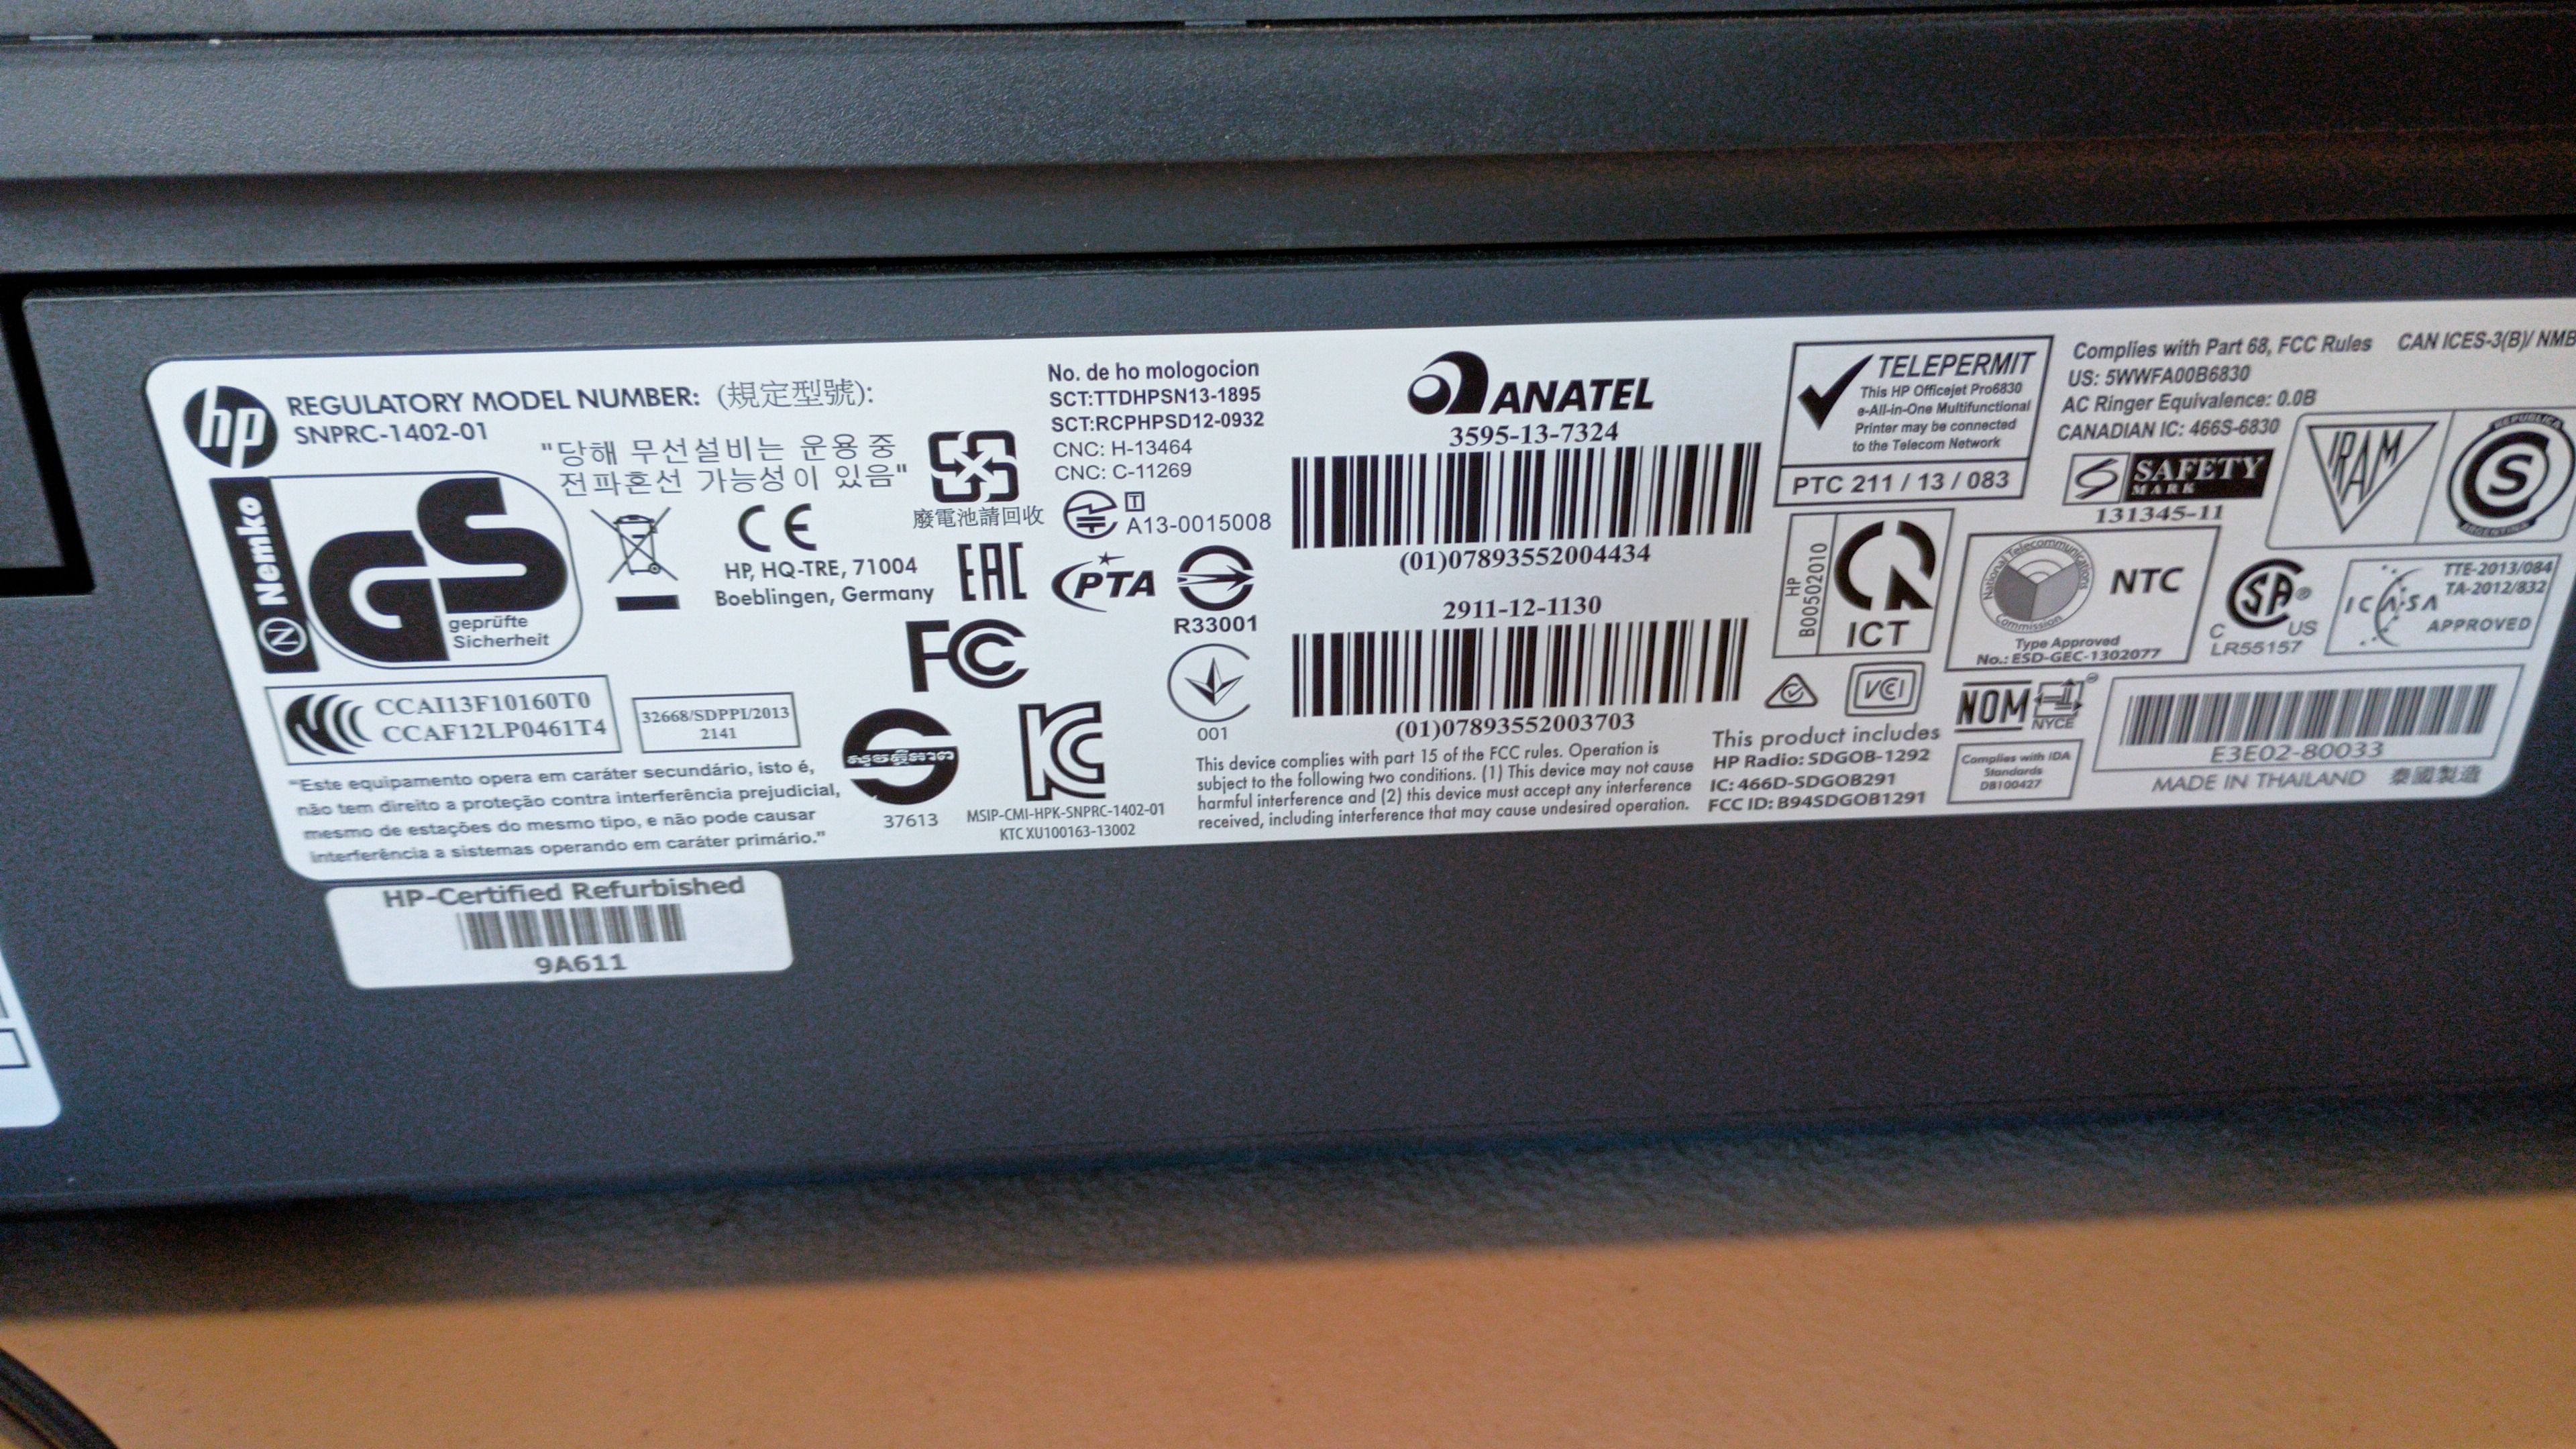 hp
REGULATORY MODEL NUMBER: (規定型號):
SNPRC-1402-01
"당해 무선설비는 운용 중
전파혼선 가능성이 있음"
廢電池請回收
N Nemko
GS
geprüfte
Sicherheit
CE
HP, HQ-TRE, 71004
Boeblingen, Germany
EAC
FC
CCAI13F10160T0
CCAF12LP0461T4
32668/SDPPI/2013
2141
"Este equipamento opera em caráter secundário, isto é,
não tem direito a proteção contra interferência prejudicial,
mesmo de estações do mesmo tipo, e não pode causar
interferência a sistemas operando em caráter primário."
37613
KC
MSIP-CMI-HPK-SNPRC-1402-01
KTC XU100163-13002
No. de ho mologocion
SCT:TTDHPSN13-1895
SCT:RCPHPSD12-0932
CNC: H-13464
CNC: C-11269
T
A13-0015008
PTA
R33001
001
ANATEL
3595-13-7324
(01)07893552004434
2911-12-1130
(01)07893552003703
This device complies with part 15 of the FCC rules. Operation is
subject to the following two conditions. (1) This device may not cause
harmful interference and (2) this device must accept any interference
received, including interference that may cause undesired operation.
TELEPERMIT
This HP Officejet Pro6830
e-All-in-One Multifunctional
Printer may be connected
to the Telecom Network
PTC 211 / 13 / 083
HP
B00502010
ICT
VCI
This product includes
HP Radio: SDGOB-1292
IC: 466D-SDGOB291
FCC ID: B94SDGOB1291
Complies with Part 68, FCC Rules CAN ICES-3(B)/ NMB
US: 5WWFA00B6830
AC Ringer Equivalence: 0.0B
CANADIAN IC: 466S-6830
S SAFETY
MARK
131345-11
IRAM
REPUBLICA
S
ARGENTINA
National Telecommunications
Commission
NTC
Type Approved
No.: ESD-GEC-1302077
SA®
C US
LR55157
ICASA
TTE-2013/084
TA-2012/832
APPROVED
NOM
NYCE
Complies with IDA
Standards
DB100427
E3E02-80033
MADE IN THAILAND 泰國製造
HP-Certified Refurbished
9A611